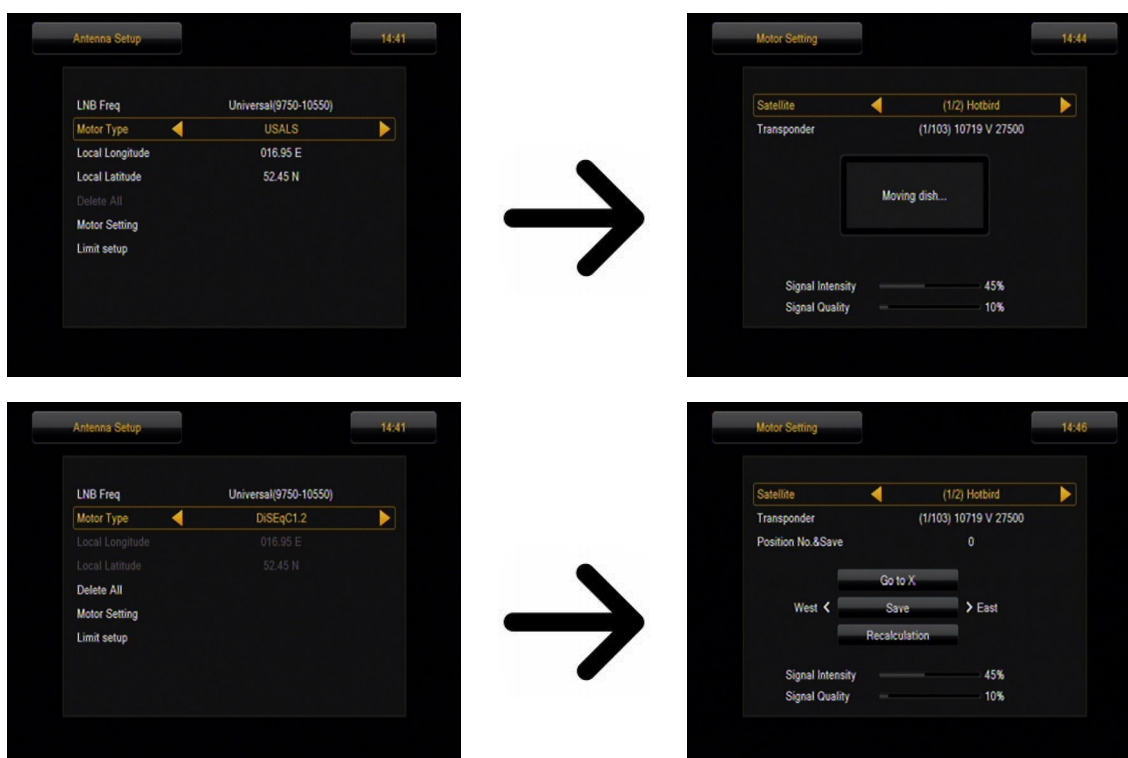 Antenna Setup 14:41
LNB Freq Universal(9750-10550)
Motor Type USALS
Local Longitude 016.95 E
Local Latitude 52.45 N
Delete All
Motor Setting
Limit setup
Motor Setting 14:44
Satellite (1/2) Hotbird
Transponder (1/103) 10719 V 27500
Moving dish...
Signal Intensity 45%
Signal Quality 10%
Antenna Setup 14:41
LNB Freq Universal(9750-10550)
Motor Type DiSEqC1.2
Local Longitude 016.95 E
Local Latitude 52.45 N
Delete All
Motor Setting
Limit setup
Motor Setting 14:46
Satellite (1/2) Hotbird
Transponder (1/103) 10719 V 27500
Position No.&Save 0
Go to X
West < Save > East
Recalculation
Signal Intensity 45%
Signal Quality 10%